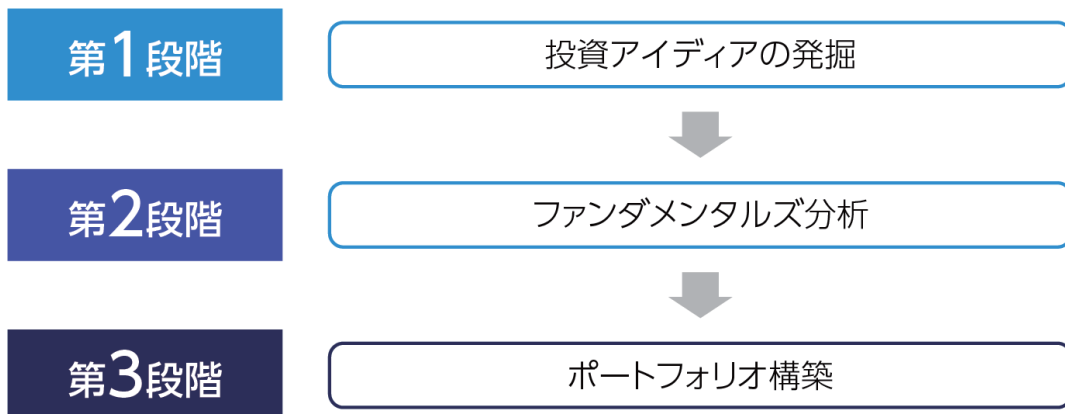 第1段階
投資アイディアの発掘
第2段階
ファンダメンタルズ分析
第3段階
ポートフォリオ構築